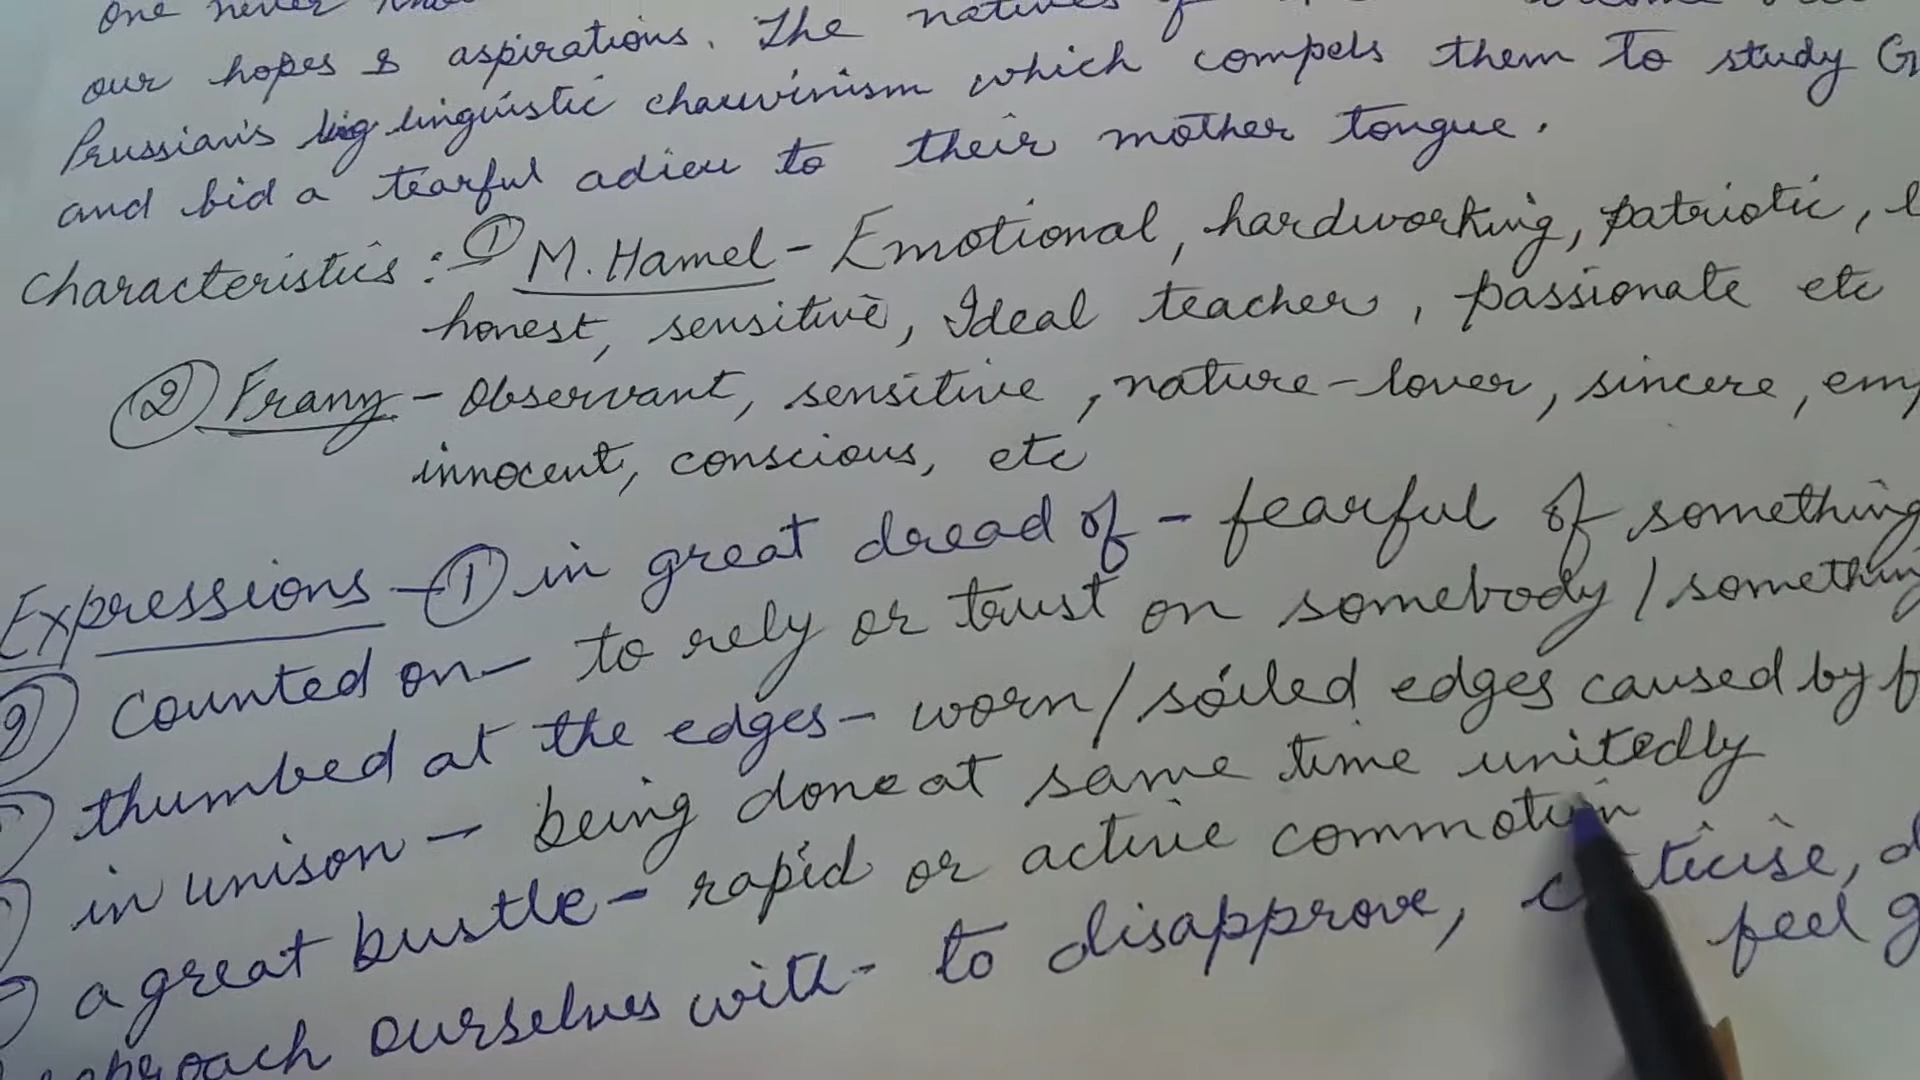 one never
our hopes & aspirations. The natives of
Prussian's linguistic chauvinism which compels them to study
and bid a tearful adieu to their mother tongue.
Characteristics : ① M. Hamel - Emotional, hardworking, patriotic,
honest, sensitive, Ideal teacher, passionate etc
② Franz - Observant, sensitive, nature-lover, sincere,
innocent, conscious, etc
Expressions - ① in great dread of - fearful of something
② counted on - to rely or trust on somebody / something
thumbed at the edges - worn / soiled edges caused by
in unison - being done at same time unitedly
a great bustle - rapid or active commotion
ourselves with - to disapprove, criticise,
feel